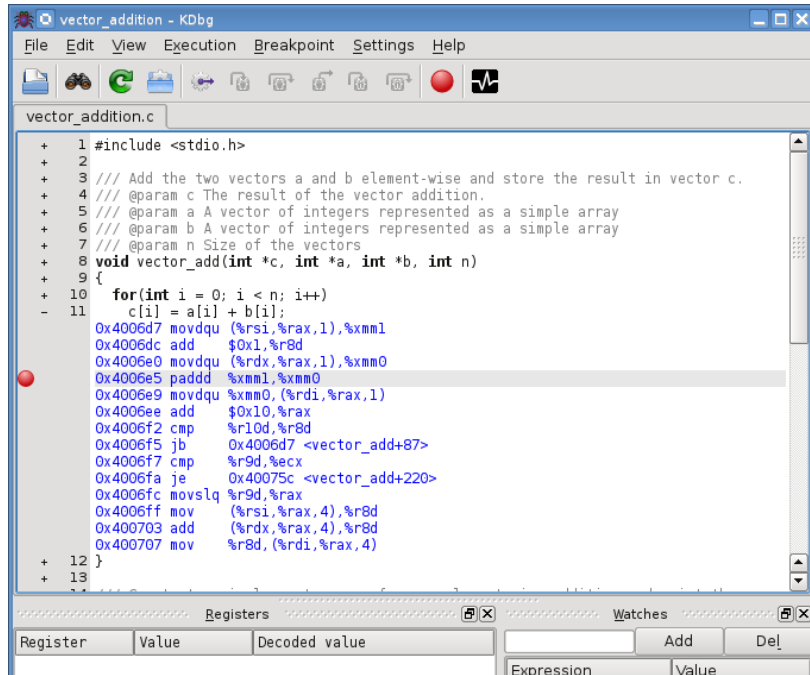 vector_addition - KDbg
File Edit View Execution Breakpoint Settings Help
vector_addition.c
+ 1 #include <stdio.h>
+ 2
+ 3 /// Add the two vectors a and b element-wise and store the result in vector c.
+ 4 /// @param c The result of the vector addition.
+ 5 /// @param a A vector of integers represented as a simple array
+ 6 /// @param b A vector of integers represented as a simple array
+ 7 /// @param n Size of the vectors
+ 8 void vector_add(int *c, int *a, int *b, int n)
+ 9 {
+ 10 for(int i = 0; i < n; i++)
- 11 c[i] = a[i] + b[i];
0x4006d7 movdqu (%rsi,%rax,1),%xmm1
0x4006dc add $0x1,%r8d
0x4006e0 movdqu (%rdx,%rax,1),%xmm0
0x4006e5 paddd %xmm1,%xmm0
0x4006e9 movdqu %xmm0,(%rdi,%rax,1)
0x4006ee add $0x10,%rax
0x4006f2 cmp %r10d,%r8d
0x4006f5 jb 0x4006d7 <vector_add+87>
0x4006f7 cmp %r9d,%ecx
0x4006fa je 0x40075c <vector_add+220>
0x4006fc movslq %r9d,%rax
0x4006ff mov (%rsi,%rax,4),%r8d
0x400703 add (%rdx,%rax,4),%r8d
0x400707 mov %r8d,(%rdi,%rax,4)
+ 12 }
+ 13
Registers Watches
Register Value Decoded value Add Del
Expression Value